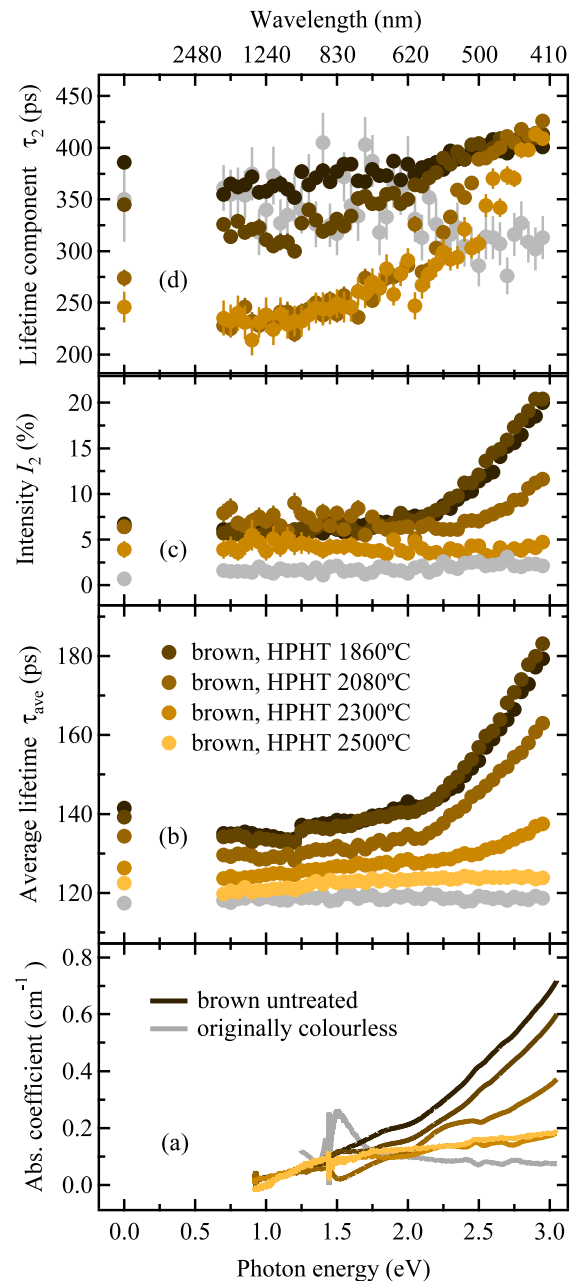 Wavelength (nm)
2480 1240 830 620 500 410
Lifetime component τ2 (ps)
450
400
350
300
250
200
(d)
Intensity I2 (%)
20
15
10
5
0
(c)
Average lifetime τave (ps)
180
160
140
120
brown, HPHT 1860ºC
brown, HPHT 2080ºC
brown, HPHT 2300ºC
brown, HPHT 2500ºC
(b)
Abs. coefficient (cm-1)
0.8
0.6
0.4
0.2
0.0
brown untreated
originally colourless
(a)
0.0 0.5 1.0 1.5 2.0 2.5 3.0
Photon energy (eV)